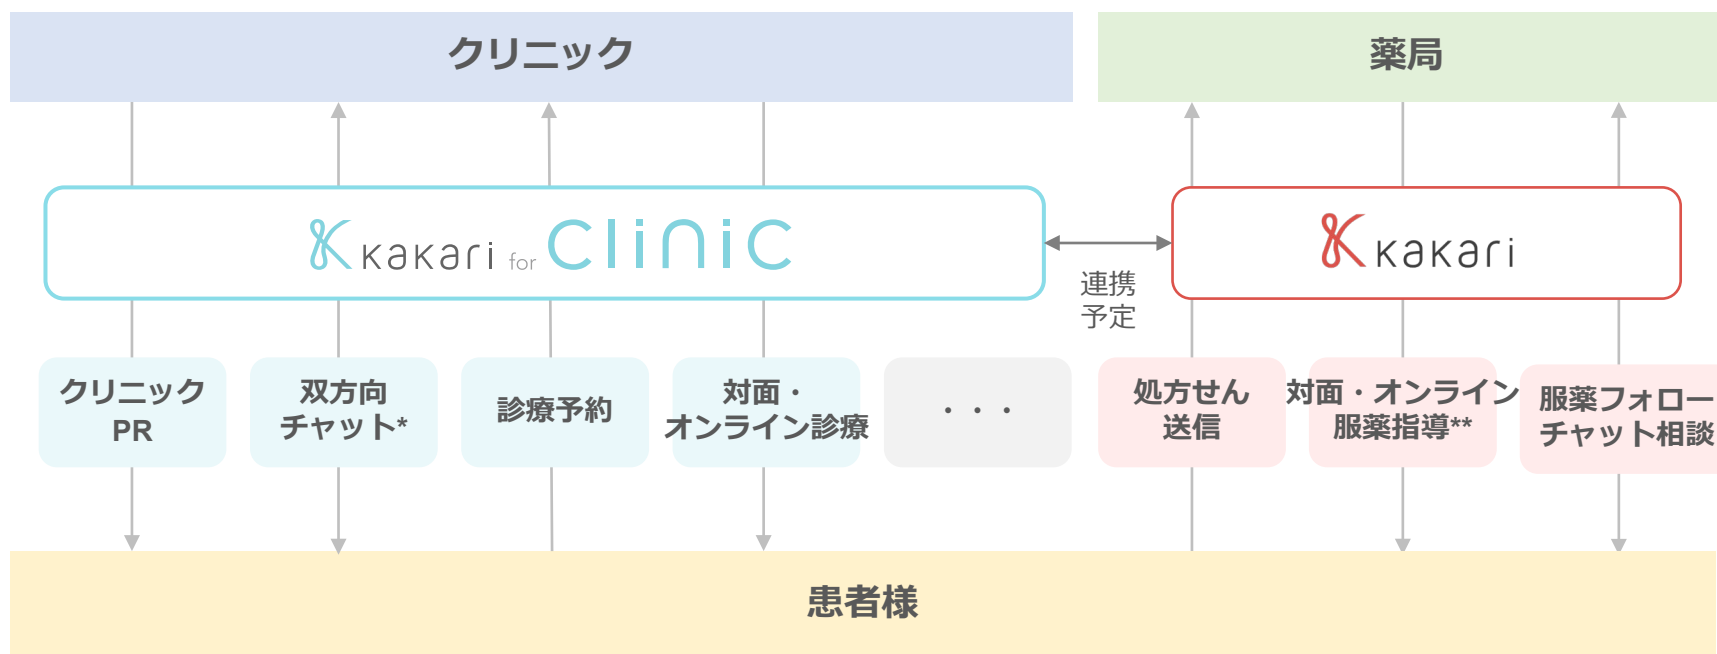 クリニック
薬局
kakari for clinic
kakari
連携
予定
クリニック
PR
双方向
チャット*
診療予約
対面・
オンライン診療
・・・
処方せん
送信
対面・オンライン
服薬指導**
服薬フォロー
チャット相談
患者様